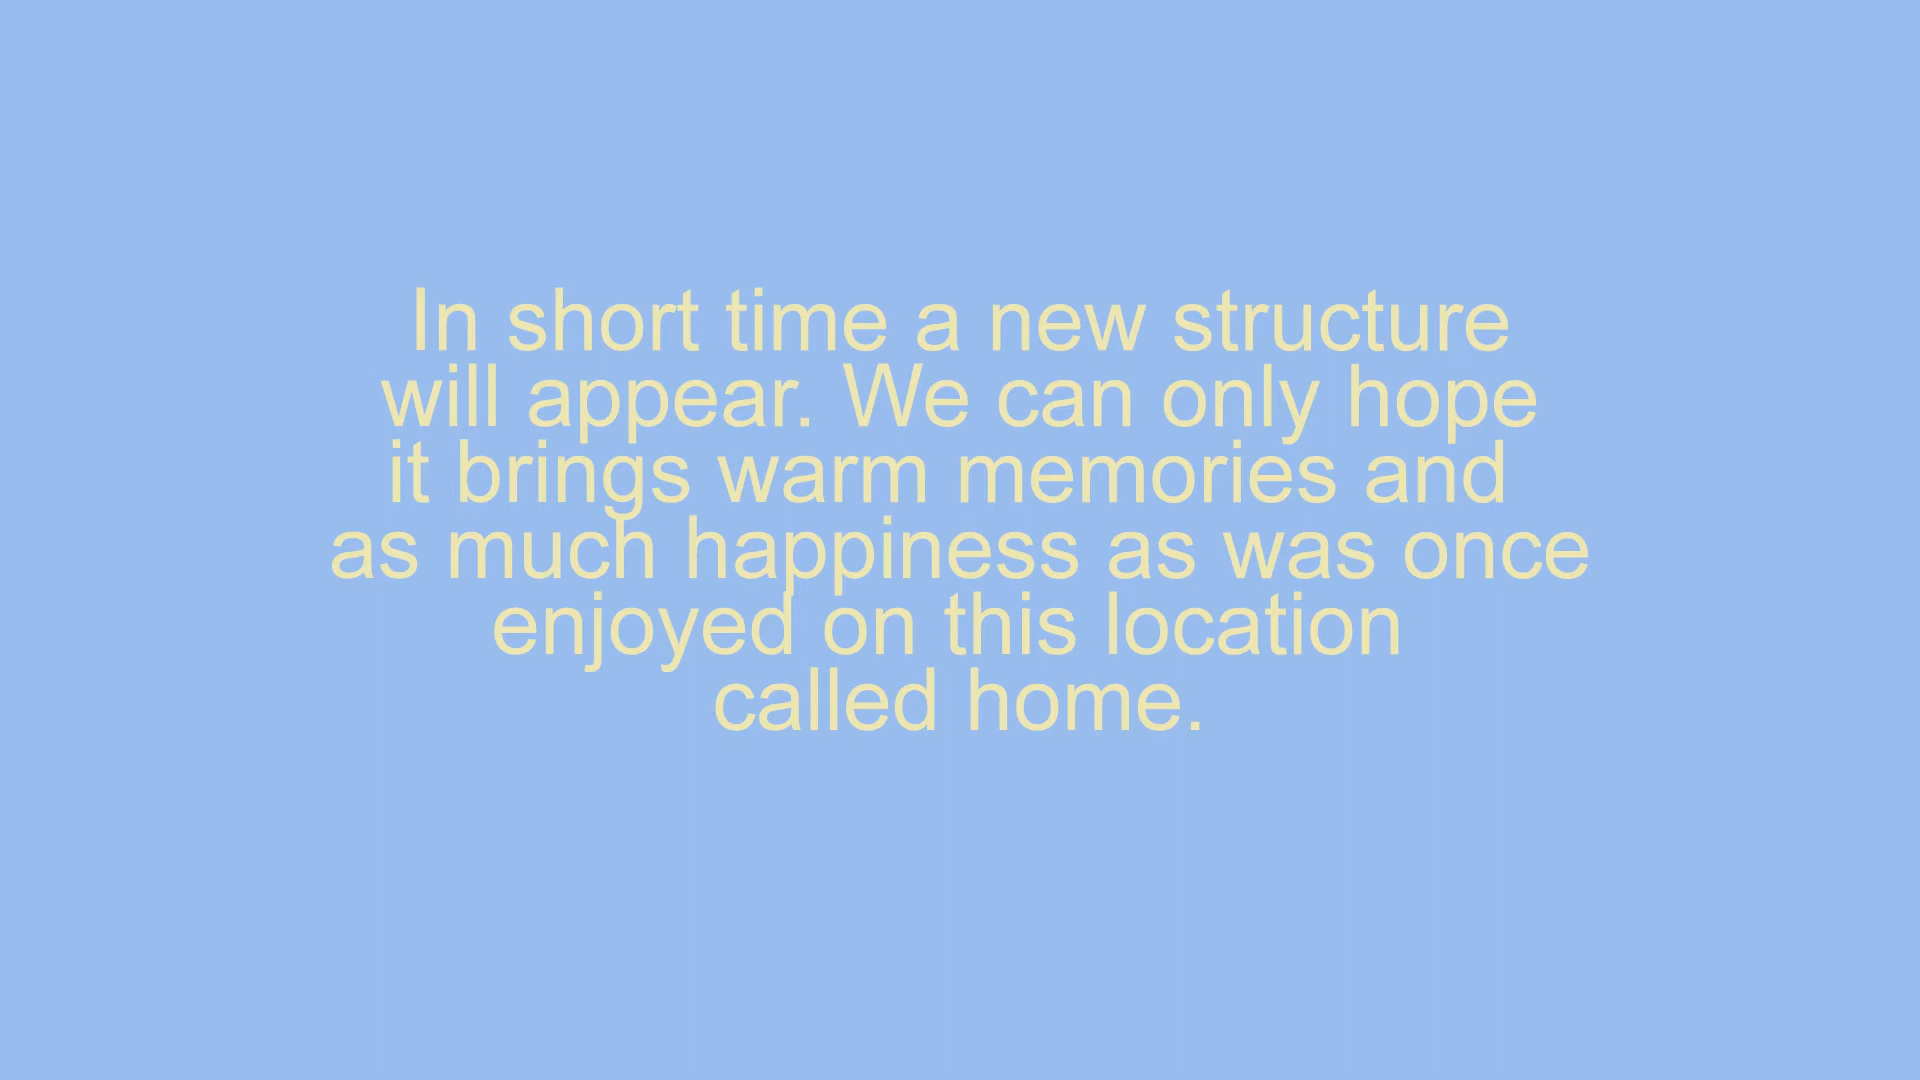 In short time a new structure
will appear. We can only hope
it brings warm memories and
as much happiness as was once
enjoyed on this location
called home.